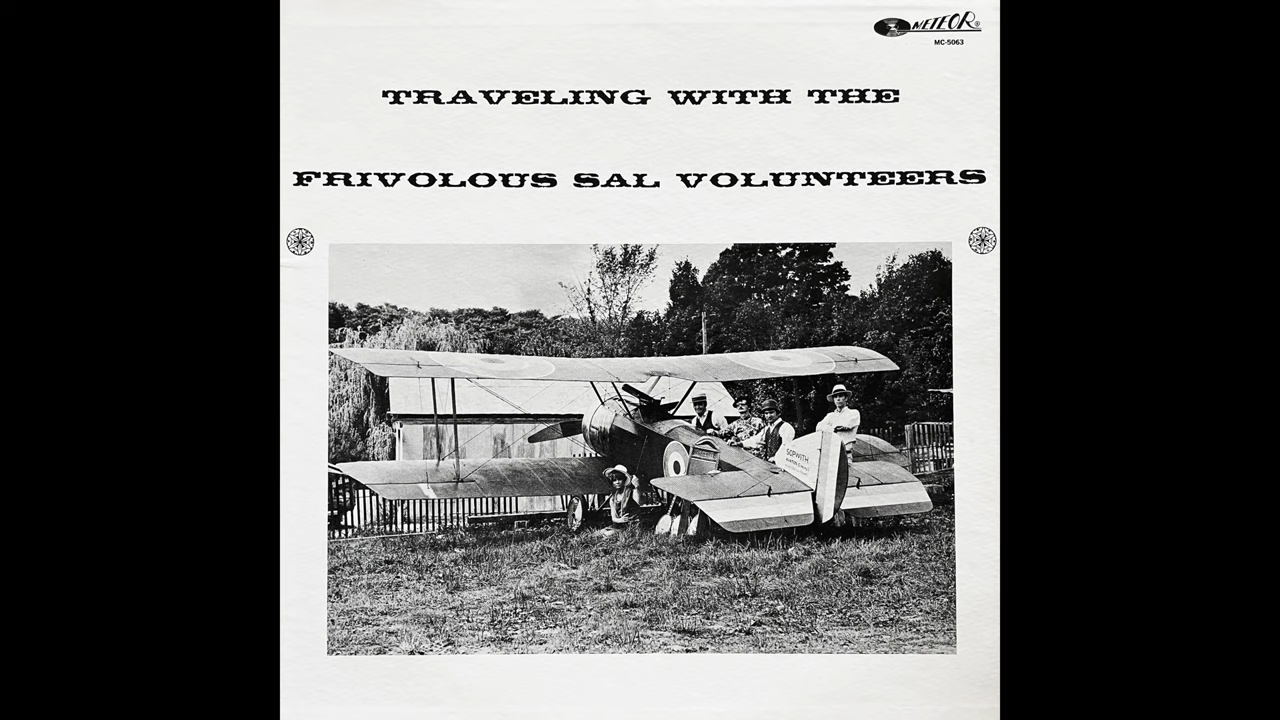 METEOR®
MC-5063
TRAVELING WITH THE
FRIVOLOUS SAL VOLUNTEERS
SOPWITH